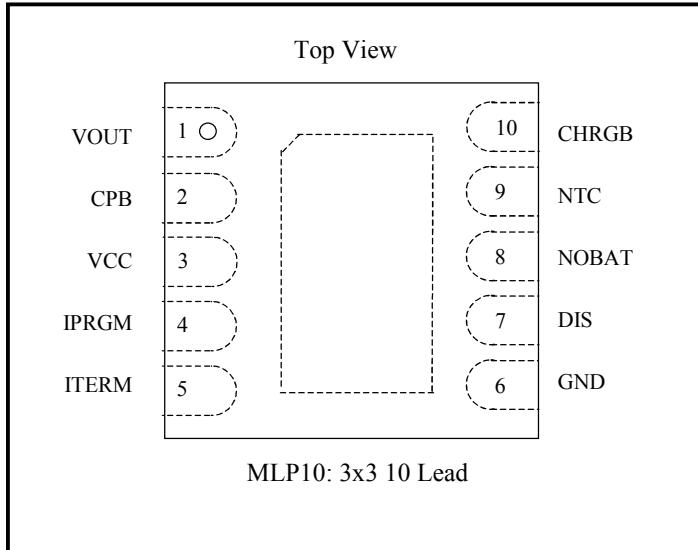 Top View
VOUT 1 10 CHRGB
CPB 2 9 NTC
VCC 3 8 NOBAT
IPRGM 4 7 DIS
ITERM 5 6 GND
MLP10: 3x3 10 Lead